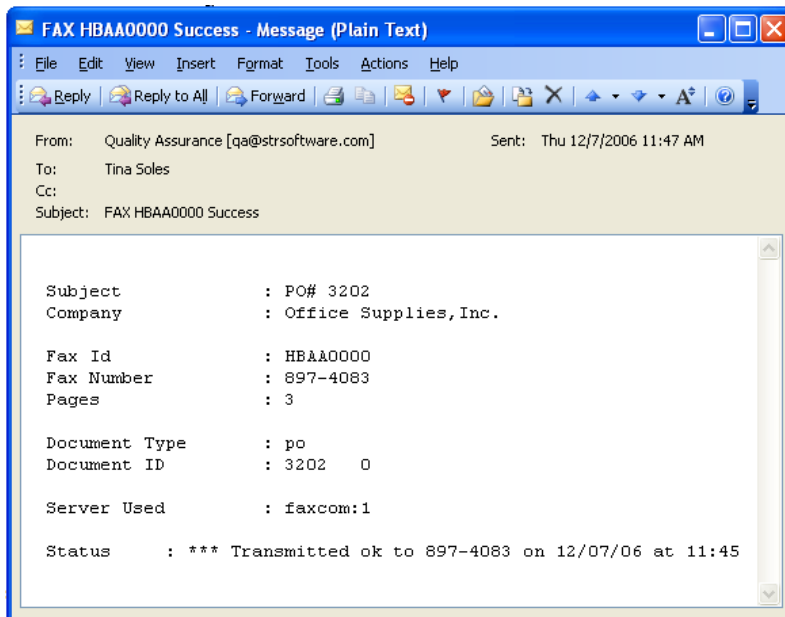 FAX HBAA0000 Success - Message (Plain Text)
File Edit View Insert Format Tools Actions Help
Reply Reply to All Forward
From: Quality Assurance [qa@strsoftware.com] Sent: Thu 12/7/2006 11:47 AM
To: Tina Soles
Cc:
Subject: FAX HBAA0000 Success
Subject : PO# 3202
Company : Office Supplies,Inc.
Fax Id : HBAA0000
Fax Number : 897-4083
Pages : 3
Document Type : po
Document ID : 3202 0
Server Used : faxcom:1
Status : *** Transmitted ok to 897-4083 on 12/07/06 at 11:45